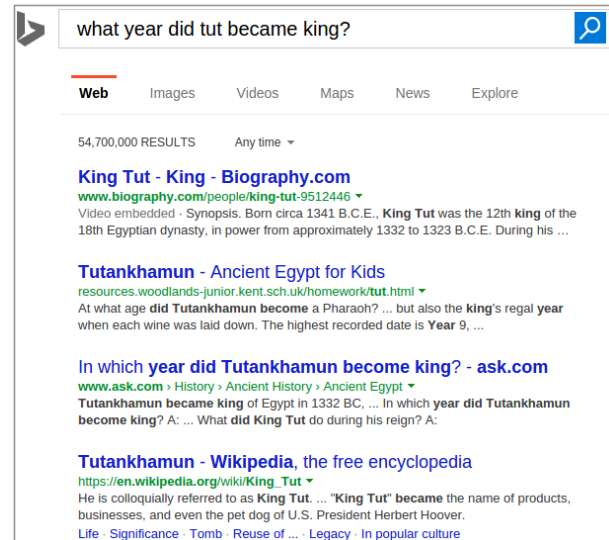 what year did tut became king?
Web Images Videos Maps News Explore
54,700,000 RESULTS Any time
King Tut - King - Biography.com
www.biography.com/people/king-tut-9512446
Video embedded · Synopsis. Born circa 1341 B.C.E., King Tut was the 12th king of the
18th Egyptian dynasty, in power from approximately 1332 to 1323 B.C.E. During his ...
Tutankhamun - Ancient Egypt for Kids
resources.woodlands-junior.kent.sch.uk/homework/tut.html
At what age did Tutankhamun become a Pharaoh? ... but also the king's regal year
when each wine was laid down. The highest recorded date is Year 9, ...
In which year did Tutankhamun become king? - ask.com
www.ask.com › History › Ancient History › Ancient Egypt
Tutankhamun became king of Egypt in 1332 BC, ... In which year did Tutankhamun
become king? A: ... What did King Tut do during his reign? A:
Tutankhamun - Wikipedia, the free encyclopedia
https://en.wikipedia.org/wiki/King_Tut
He is colloquially referred to as King Tut. ... "King Tut" became the name of products,
businesses, and even the pet dog of U.S. President Herbert Hoover.
Life · Significance · Tomb · Reuse of ... · Legacy · In popular culture